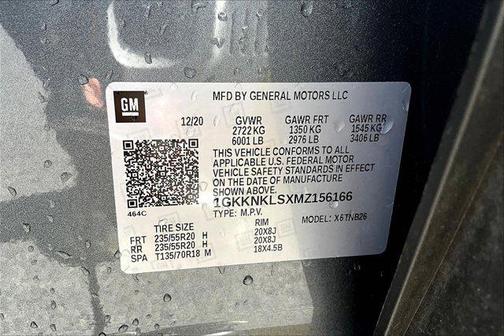 GM
MFD BY GENERAL MOTORS LLC
12/20 GVWR GAWR FRT GAWR RR
2722 KG 1350 KG 1545 KG
6001 LB 2976 LB 3406 LB
THIS VEHICLE CONFORMS TO ALL
APPLICABLE U.S. FEDERAL MOTOR
VEHICLE SAFETY STANDARDS IN EFFECT
ON THE DATE OF MANUFACTURE
SHOWN ABOVE.
1GKKNKLSXMZ156166
464C TYPE: M.P.V. MODEL: X6TNB26
TIRE SIZE RIM
FRT 235/55R20 H 20X8J
RR 235/55R20 H 20X8J
SPA T135/70R18 M 18X4.5B